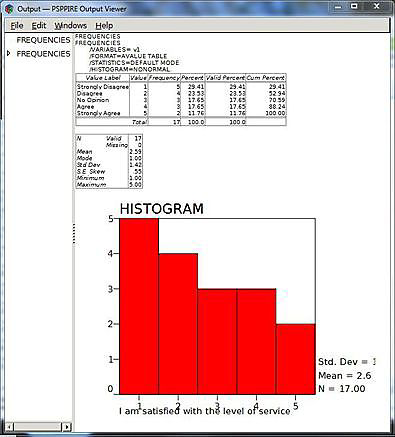 Output — PSPPIRE Output Viewer
File Edit Windows
FREQUENCIES
FREQUENCIES
FREQUENCIES
FREQUENCIES
/VARIABLES= v1
/FORMAT=AVALUE TABLE
/STATISTICS=DEFAULT MODE
/HISTOGRAM=NONORMAL.
Value Label Value Frequency Percent Valid Percent Cum Percent
Strongly Disagree 1 5 29.41 29.41 29.41
Disagree 2 4 23.53 23.53 52.94
No Opinion 3 3 17.65 17.65 70.59
Agree 4 3 17.65 17.65 88.24
Strongly Agree 5 2 11.76 11.76 100.00
Total 17 100.0 100.0
N Valid 17
Missing 0
Mean 2.59
Mode 1.00
Std Dev 1.42
S.E. Skew .55
Minimum 1.00
Maximum 5.00
HISTOGRAM
5
4
3
2
1
0
Std. Dev = 1
Mean = 2.6
N = 17.00
1 2 3 4 5
I am satisfied with the level of service